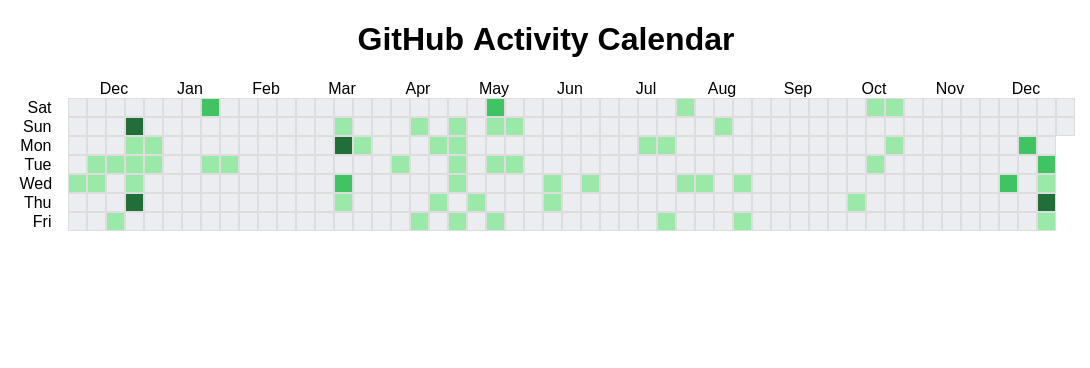 GitHub Activity Calendar
Dec Jan Feb Mar Apr May Jun Jul Aug Sep Oct Nov Dec
Sat
Sun
Mon
Tue
Wed
Thu
Fri